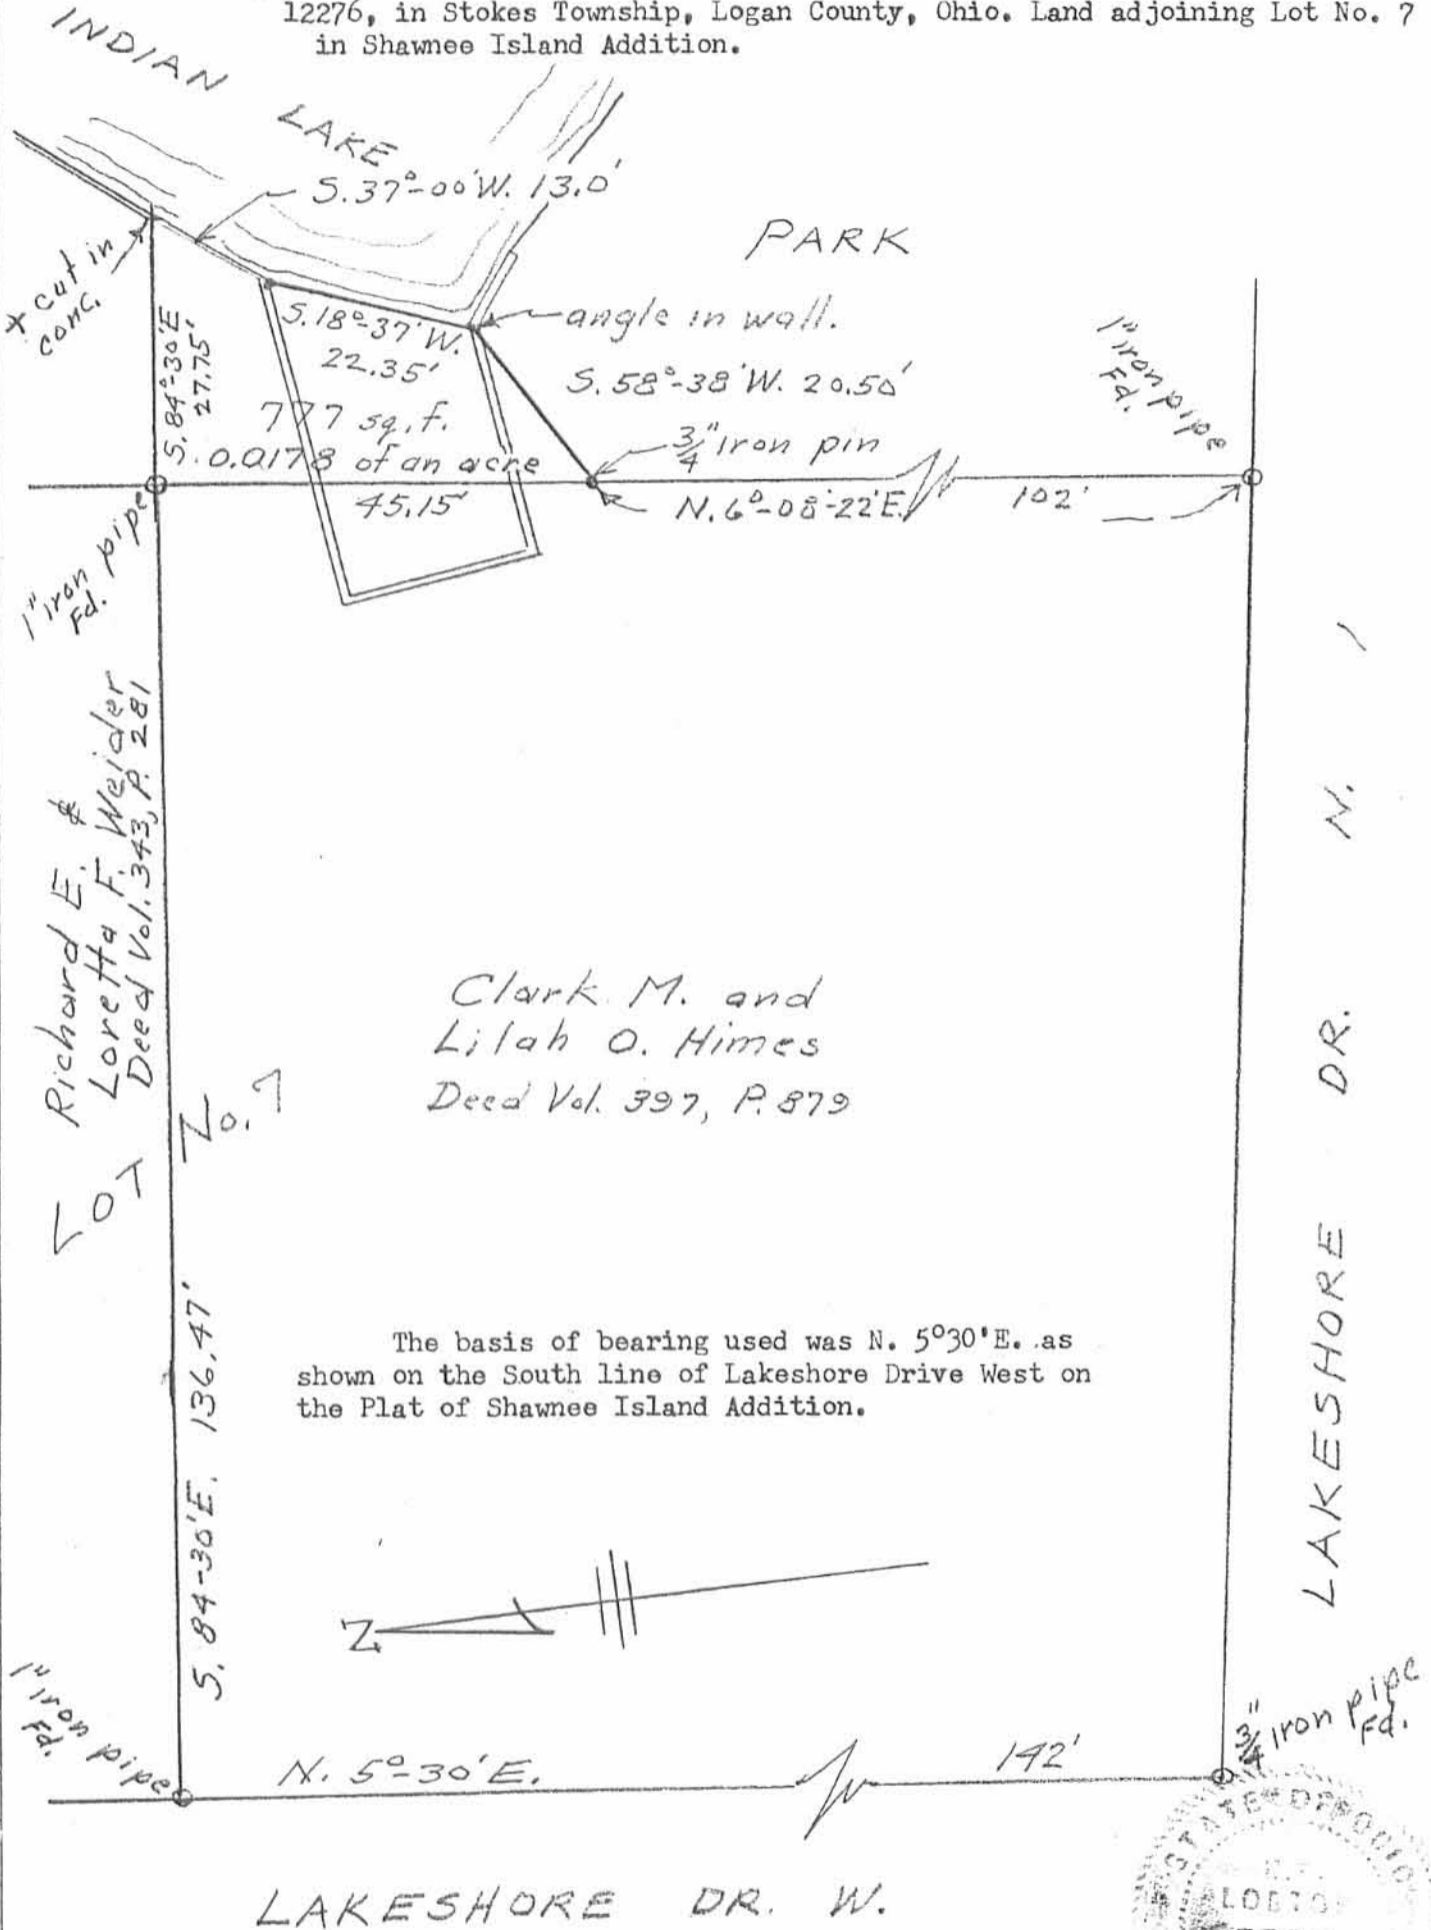 12276, in Stokes Township, Logan County, Ohio. Land adjoining Lot No. 7
in Shawnee Island Addition.
INDIAN LAKE
S.37°-00'W. 13.0'
PARK
x cut in
conc.
S. 84°-30'E
27.75'
S.18°-37'W.
22.35'
angle in wall.
S.58°-38'W. 20.50'
1" iron pipe
Fd.
777 sq. f.
0.0178 of an acre
3/4" iron pin
45.15'
N.6°-08'-22'E.
102'
1" iron pipe
Fd.
Richard E. &
Loretta F. Weider
Deed Vol. 343, P. 281
Clark M. and
Lilah O. Himes
Deed Vol. 397, P. 879
LOT No. 7
LAKESHORE DR. N.
The basis of bearing used was N. 5°30'E. as
shown on the South line of Lakeshore Drive West on
the Plat of Shawnee Island Addition.
S. 84-30'E. 136.47'
N
1" iron pipe
Fd.
N. 5°-30'E.
142'
3/4" iron pipe
Fd.
LAKESHORE DR. W.
STATE OF OHIO